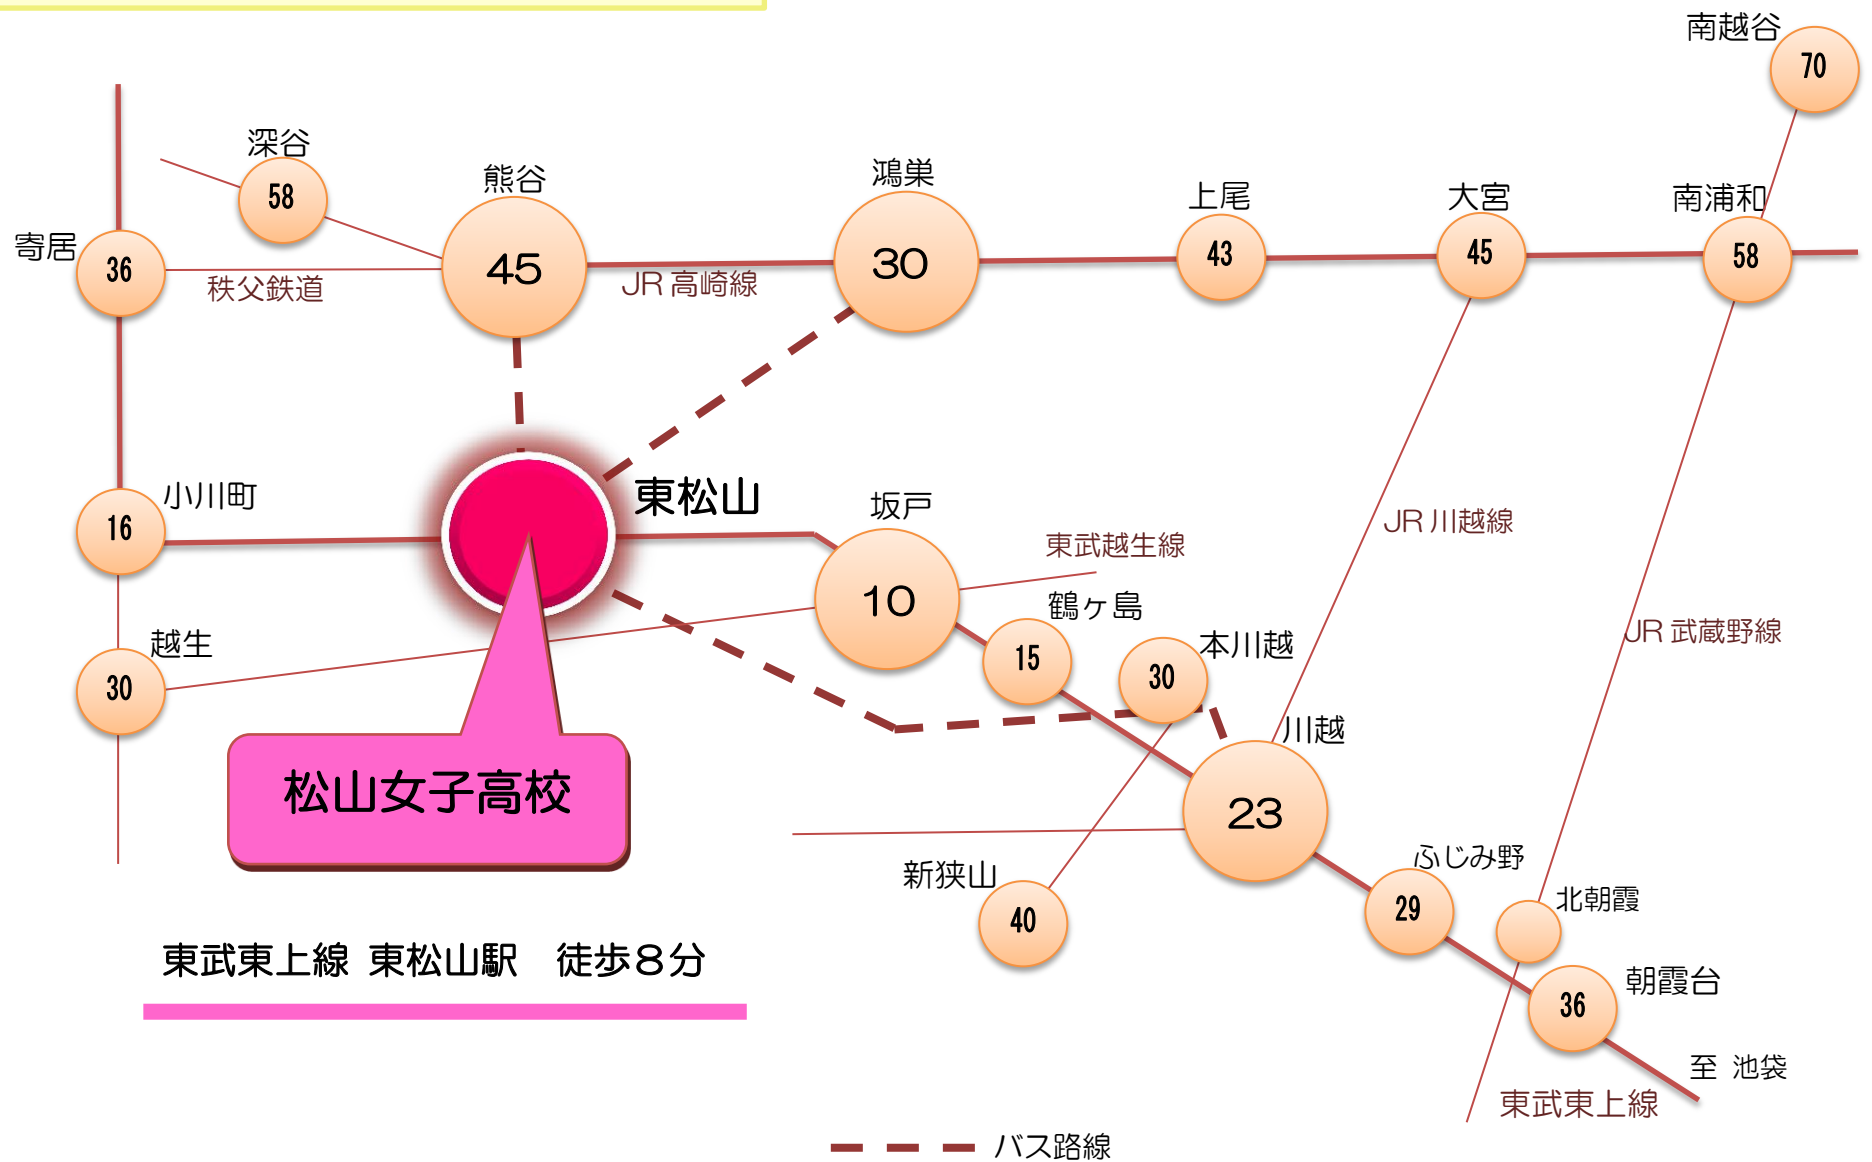 南越谷
70
深谷
58
熊谷
45
鴻巣
30
上尾
43
大宮
45
南浦和
58
寄居
36
秩父鉄道
JR 高崎線
小川町
16
東松山
坂戸
10
東武越生線
JR 川越線
鶴ヶ島
15
本川越
30
JR 武蔵野線
越生
30
川越
23
松山女子高校
新狭山
40
ふじみ野
29
北朝霞
朝霞台
36
東武東上線 東松山駅　徒歩8分
至 池袋
東武東上線
バス路線